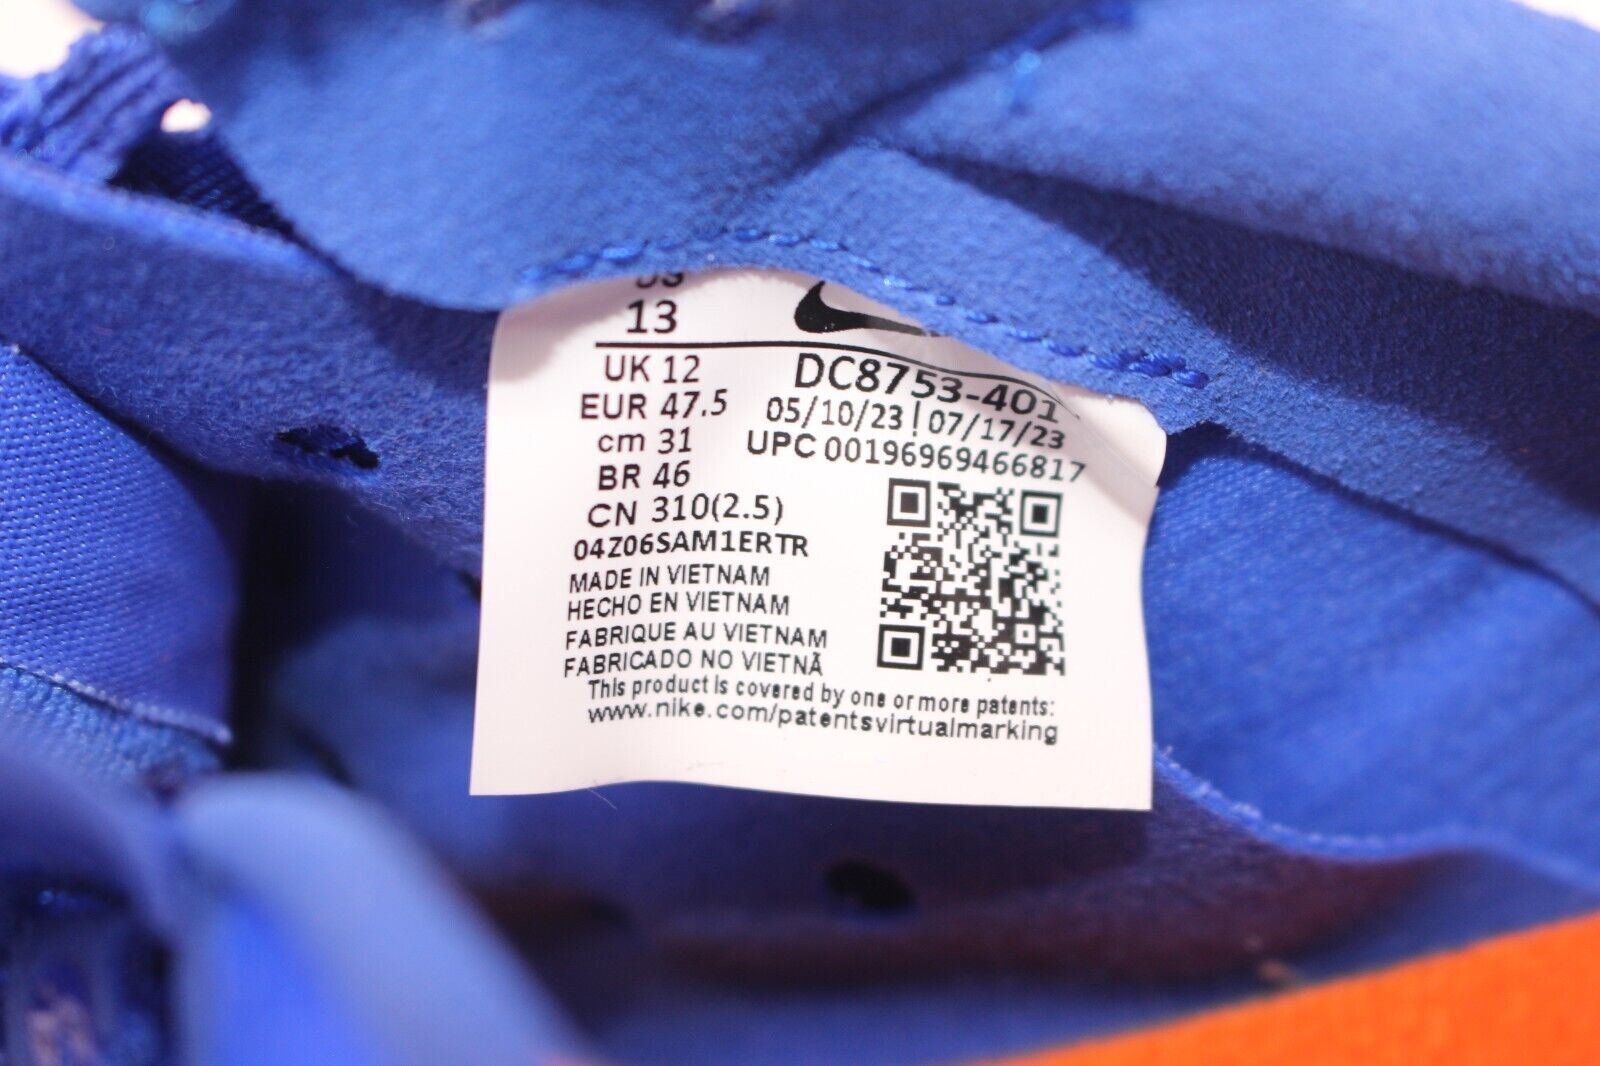 US
13
UK 12
EUR 47.5
cm 31
BR 46
CN 310(2.5)
04Z06SAM1ERTR
MADE IN VIETNAM
HECHO EN VIETNAM
FABRIQUE AU VIETNAM
FABRICADO NO VIETNÃ
DC8753-401
05/10/23 | 07/17/23
UPC 00196969466817
This product is covered by one or more patents:
www.nike.com/patentsvirtualmarking